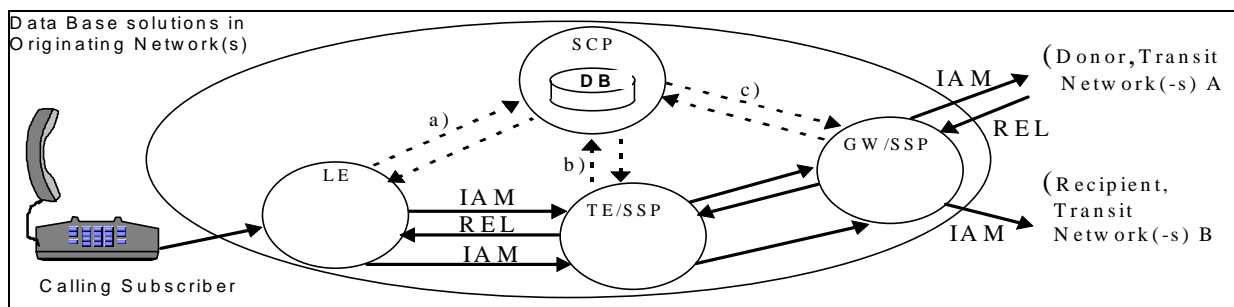 Data Base solutions in
Originating Network(s)
SCP
DB
(Donor,Transit
Network(-s) A
IAM
REL
a)
b)
c)
GW/SSP
LE
IAM
REL
IAM
TE/SSP
(Recipient,
Transit
Network(-s) B
IAM
Calling Subscriber